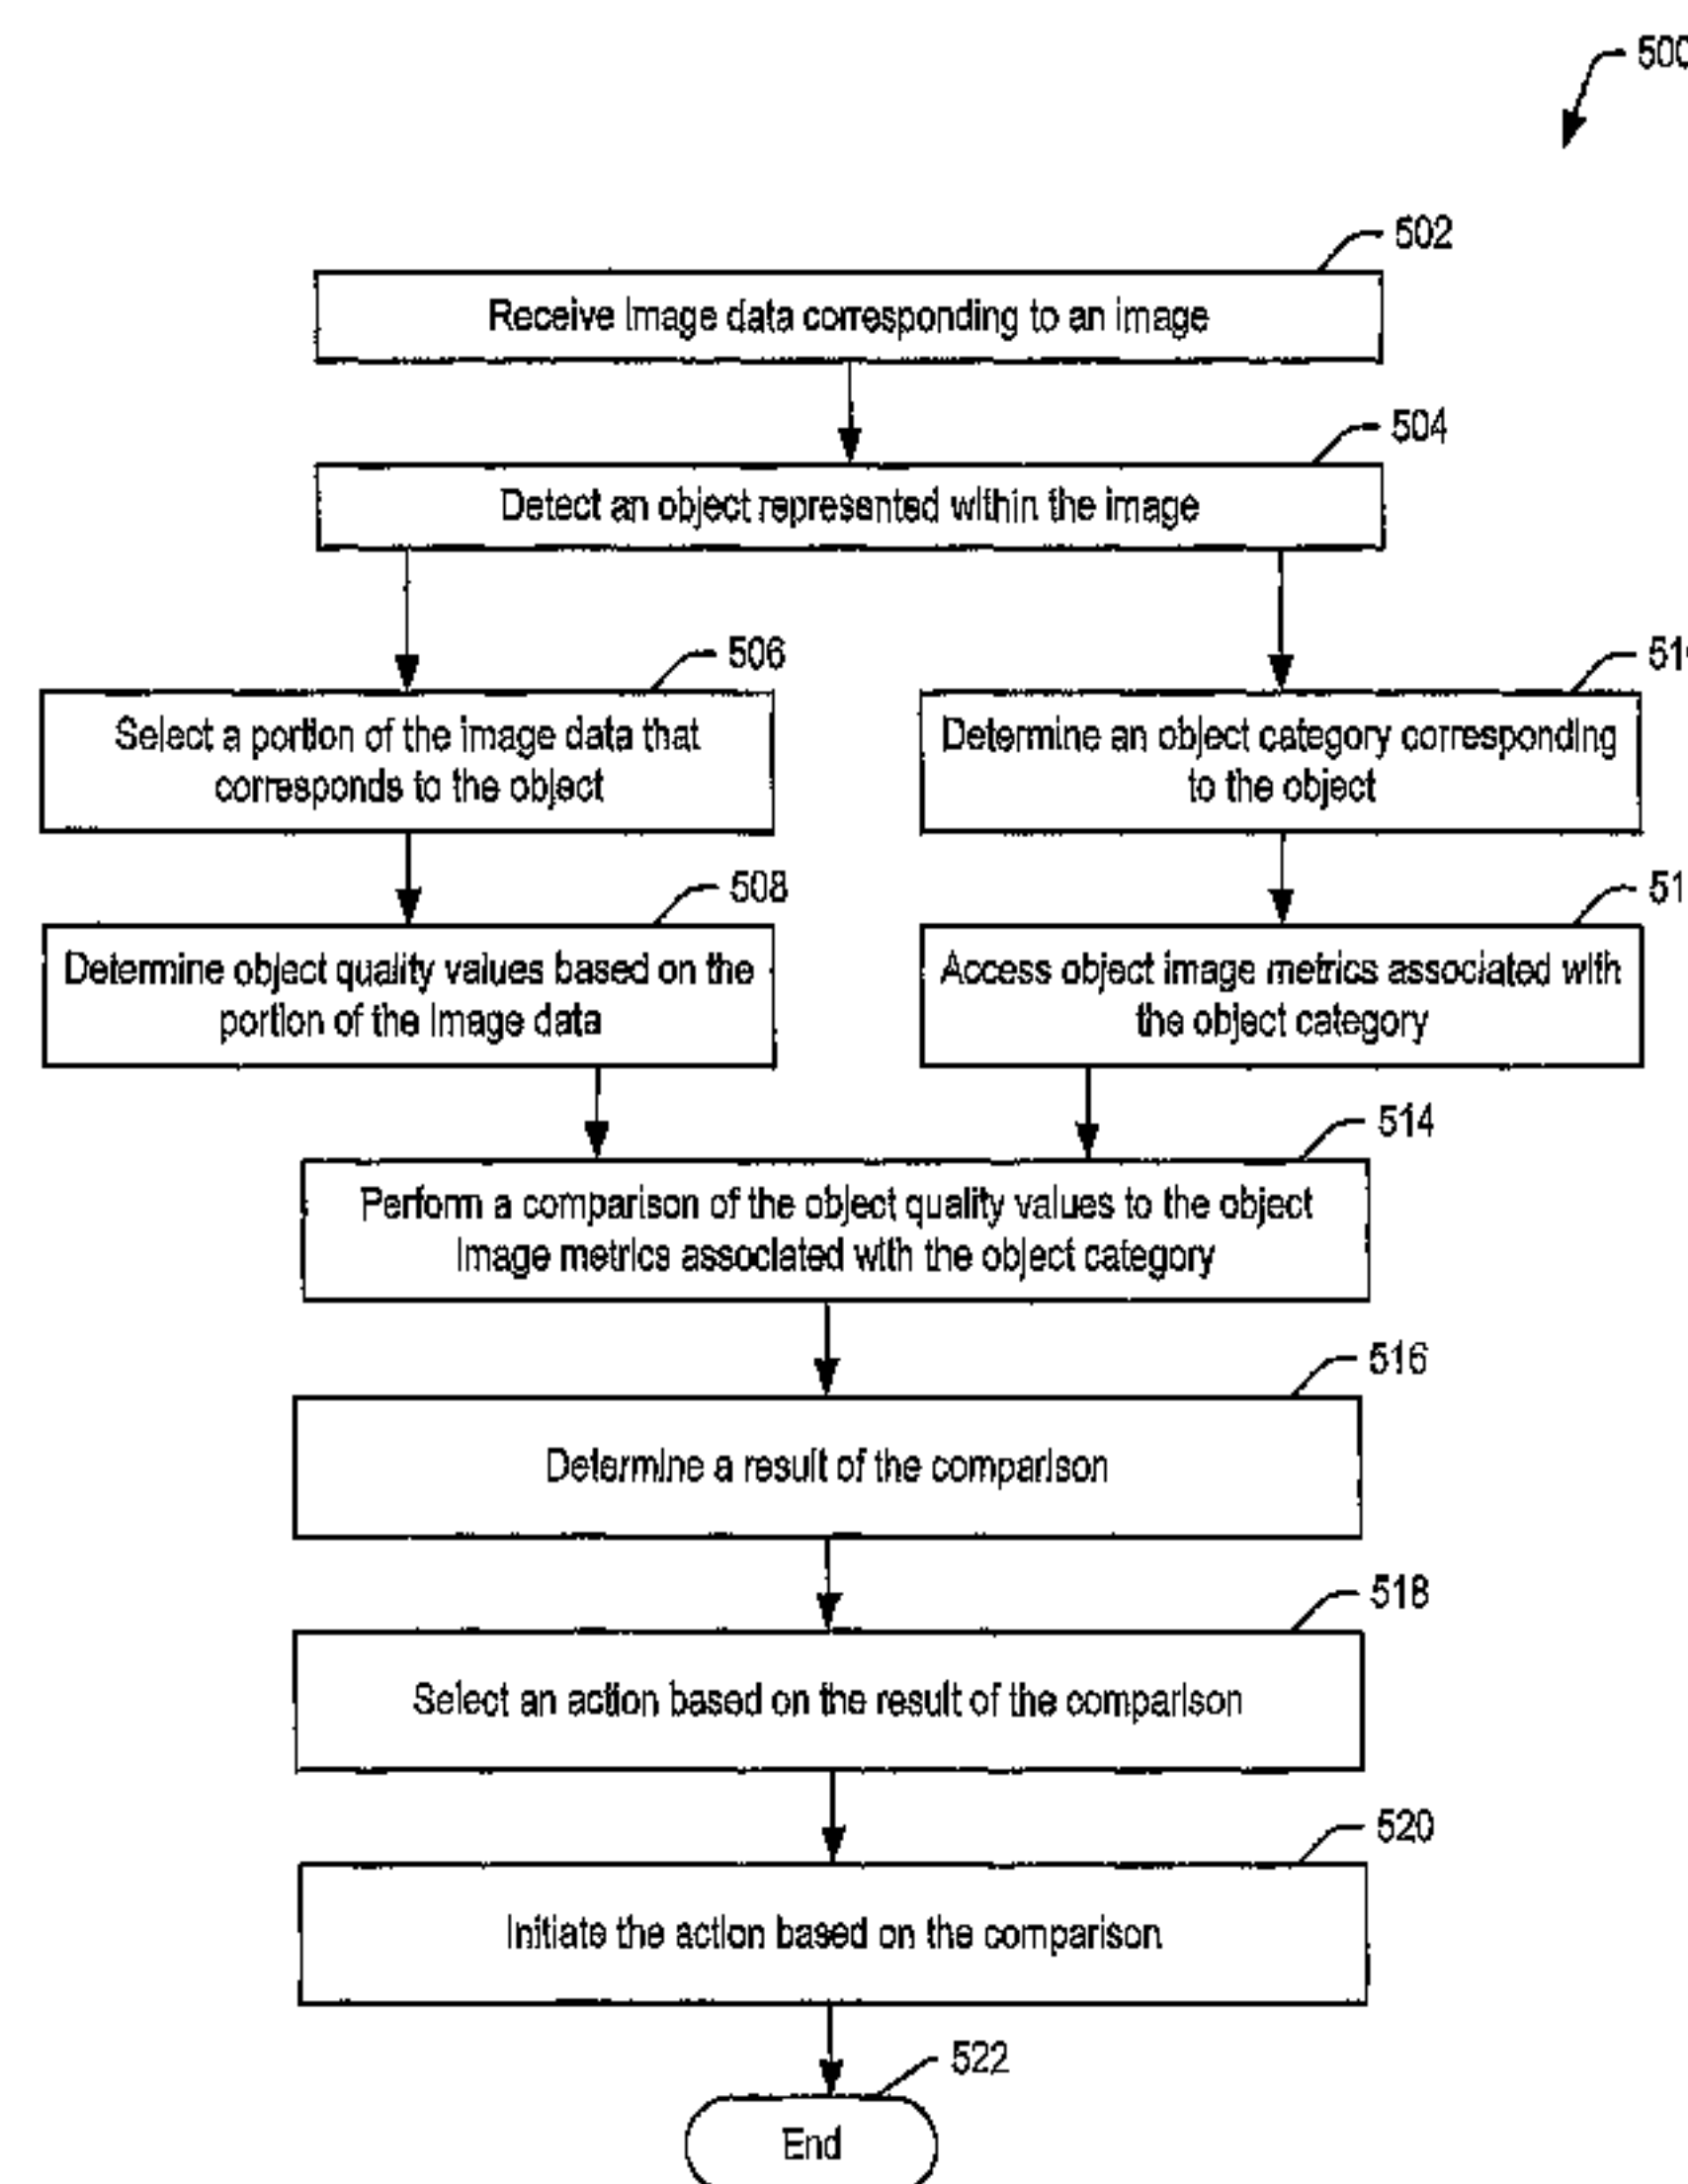 500
502
Receive image data corresponding to an image
504
Detect an object represented within the image
506
Select a portion of the image data that
corresponds to the object
Determine an object category corresponding
to the object
508
Determine object quality values based on the
portion of the image data
Access object image metrics associated with
the object category
514
Perform a comparison of the object quality values to the object
image metrics associated with the object category
516
Determine a result of the comparison
518
Select an action based on the result of the comparison
520
Initiate the action based on the comparison
522
End